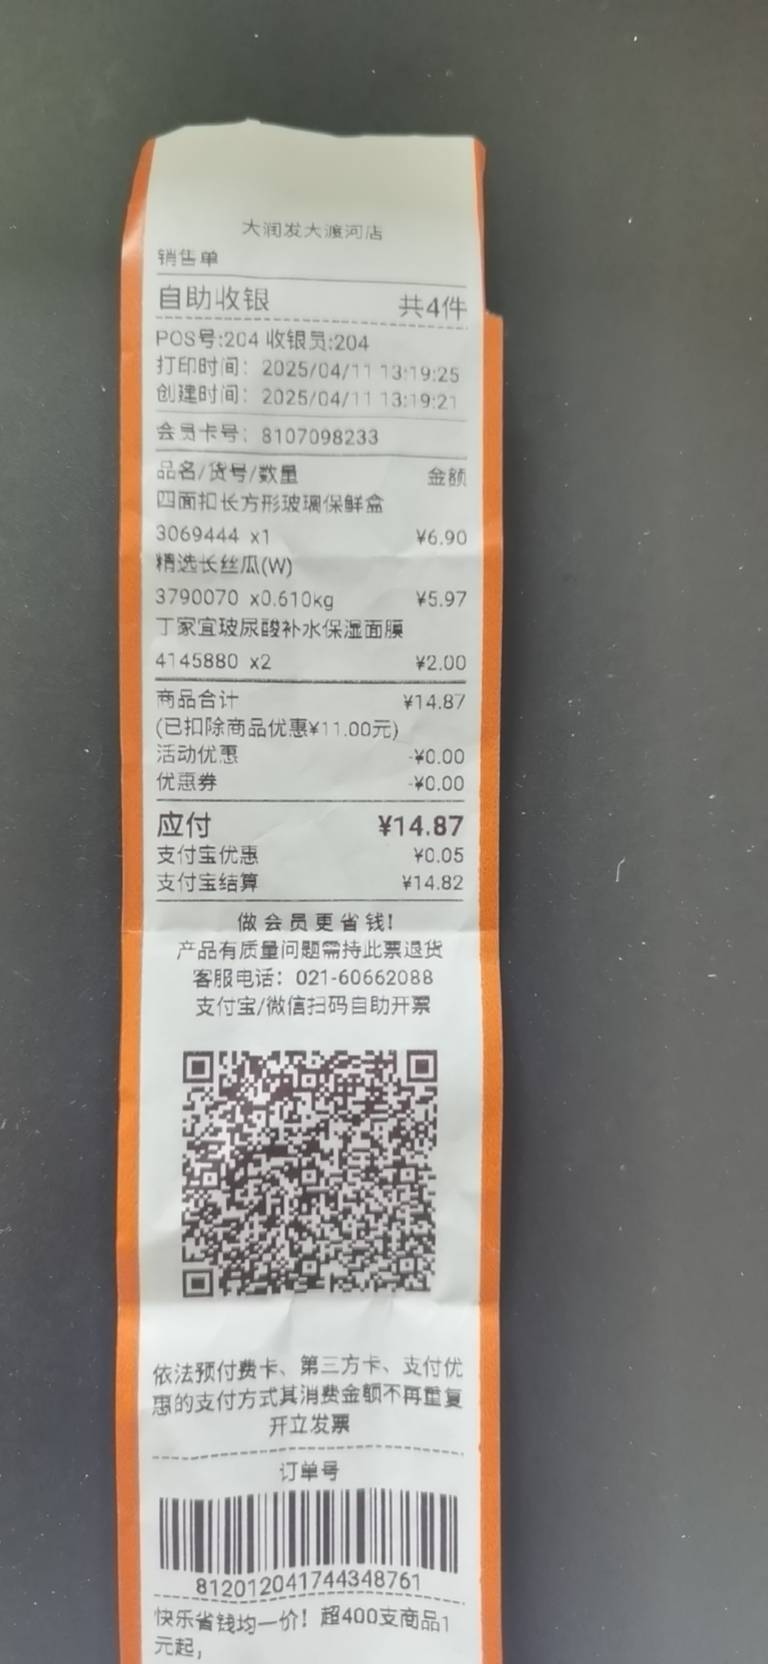 大润发大渡河店
销售单
自助收银 共4件
POS号:204 收银员:204
打印时间: 2025/04/11 13:19:25
创建时间: 2025/04/11 13:19:21
会员卡号: 8107098233
品名/货号/数量 金额
四面扣长方形玻璃保鲜盒
3069444 x1 ¥6.90
精选长丝瓜(W)
3790070 x0.610kg ¥5.97
丁家宜玻尿酸补水保湿面膜
4145880 x2 ¥2.00
商品合计 ¥14.87
(已扣除商品优惠¥11.00元)
活动优惠 -¥0.00
优惠券 -¥0.00
应付 ¥14.87
支付宝优惠 ¥0.05
支付宝结算 ¥14.82
做会员更省钱!
产品有质量问题需持此票退货
客服电话: 021-60662088
支付宝/微信扫码自助开票
依法预付费卡、第三方卡、支付优
惠的支付方式其消费金额不再重复
开立发票
订单号
812012041744348761
快乐省钱均一价! 超400支商品1
元起,